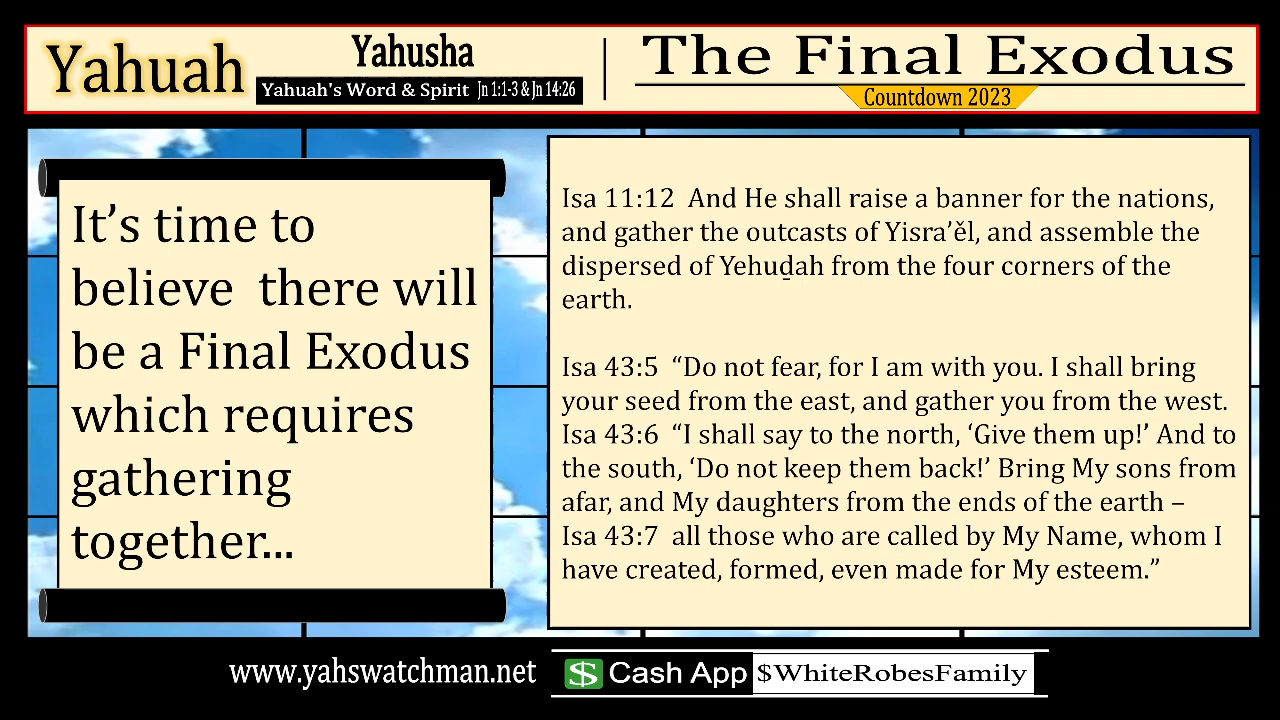 Yahuah
Yahusha
Yahuah's Word & Spirit Jn 1:1-3 & Jn 14:26
The Final Exodus
Countdown 2023
It’s time to
believe there will
be a Final Exodus
which requires
gathering
together...
Isa 11:12 And He shall raise a banner for the nations,
and gather the outcasts of Yisra’ĕl, and assemble the
dispersed of Yehuḏah from the four corners of the
earth.
Isa 43:5 “Do not fear, for I am with you. I shall bring
your seed from the east, and gather you from the west.
Isa 43:6 “I shall say to the north, ‘Give them up!’ And to
the south, ‘Do not keep them back!’ Bring My sons from
afar, and My daughters from the ends of the earth –
Isa 43:7 all those who are called by My Name, whom I
have created, formed, even made for My esteem.”
www.yahswatchman.net
$ Cash App $WhiteRobesFamily